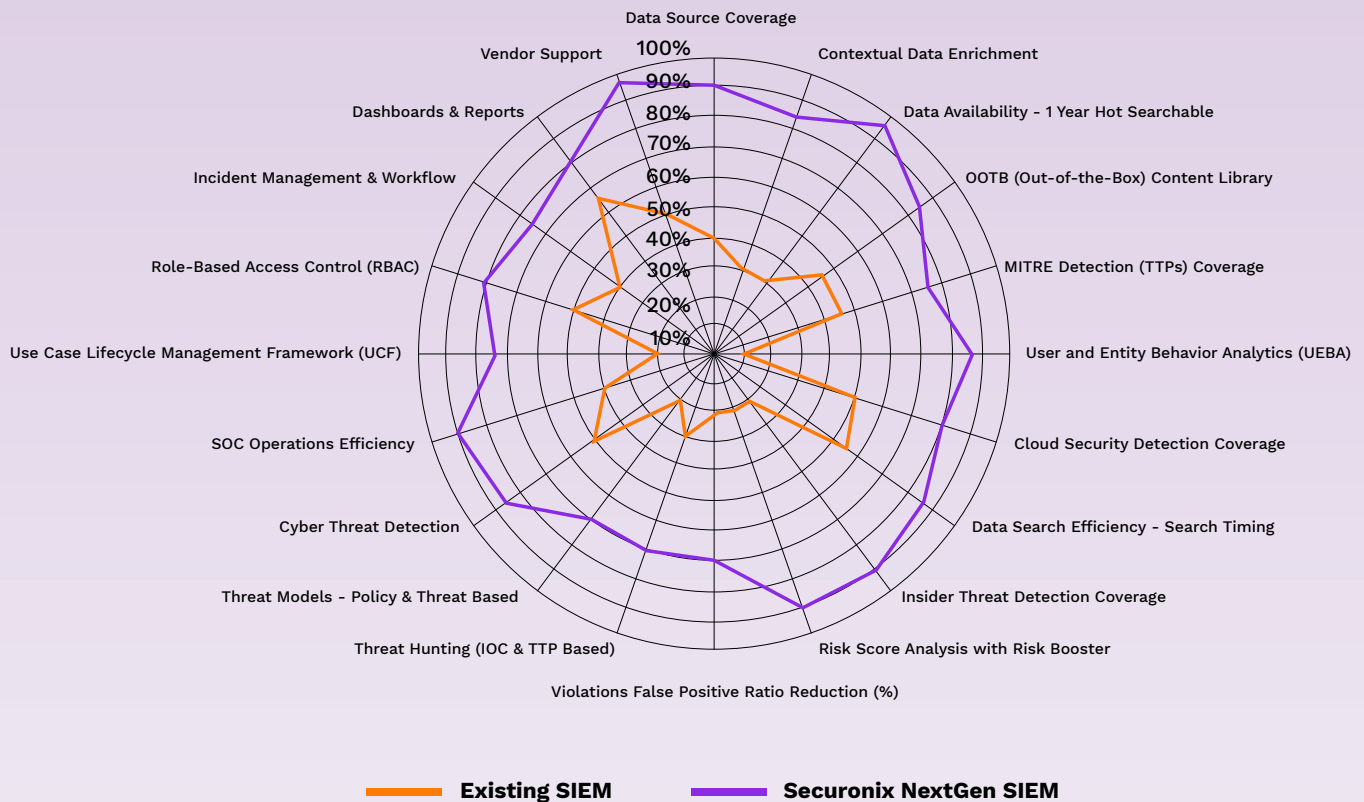 Data Source Coverage
100%
Vendor Support
Contextual Data Enrichment
90%
Dashboards & Reports
Data Availability - 1 Year Hot Searchable
80%
70%
Incident Management & Workflow
OOTB (Out-of-the-Box) Content Library
60%
50%
40%
Role-Based Access Control (RBAC)
MITRE Detection (TTPs) Coverage
30%
20%
10%
Use Case Lifecycle Management Framework (UCF)
User and Entity Behavior Analytics (UEBA)
SOC Operations Efficiency
Cloud Security Detection Coverage
Cyber Threat Detection
Data Search Efficiency - Search Timing
Threat Models - Policy & Threat Based
Insider Threat Detection Coverage
Threat Hunting (IOC & TTP Based)
Risk Score Analysis with Risk Booster
Violations False Positive Ratio Reduction (%)
Existing SIEM
Securonix NextGen SIEM